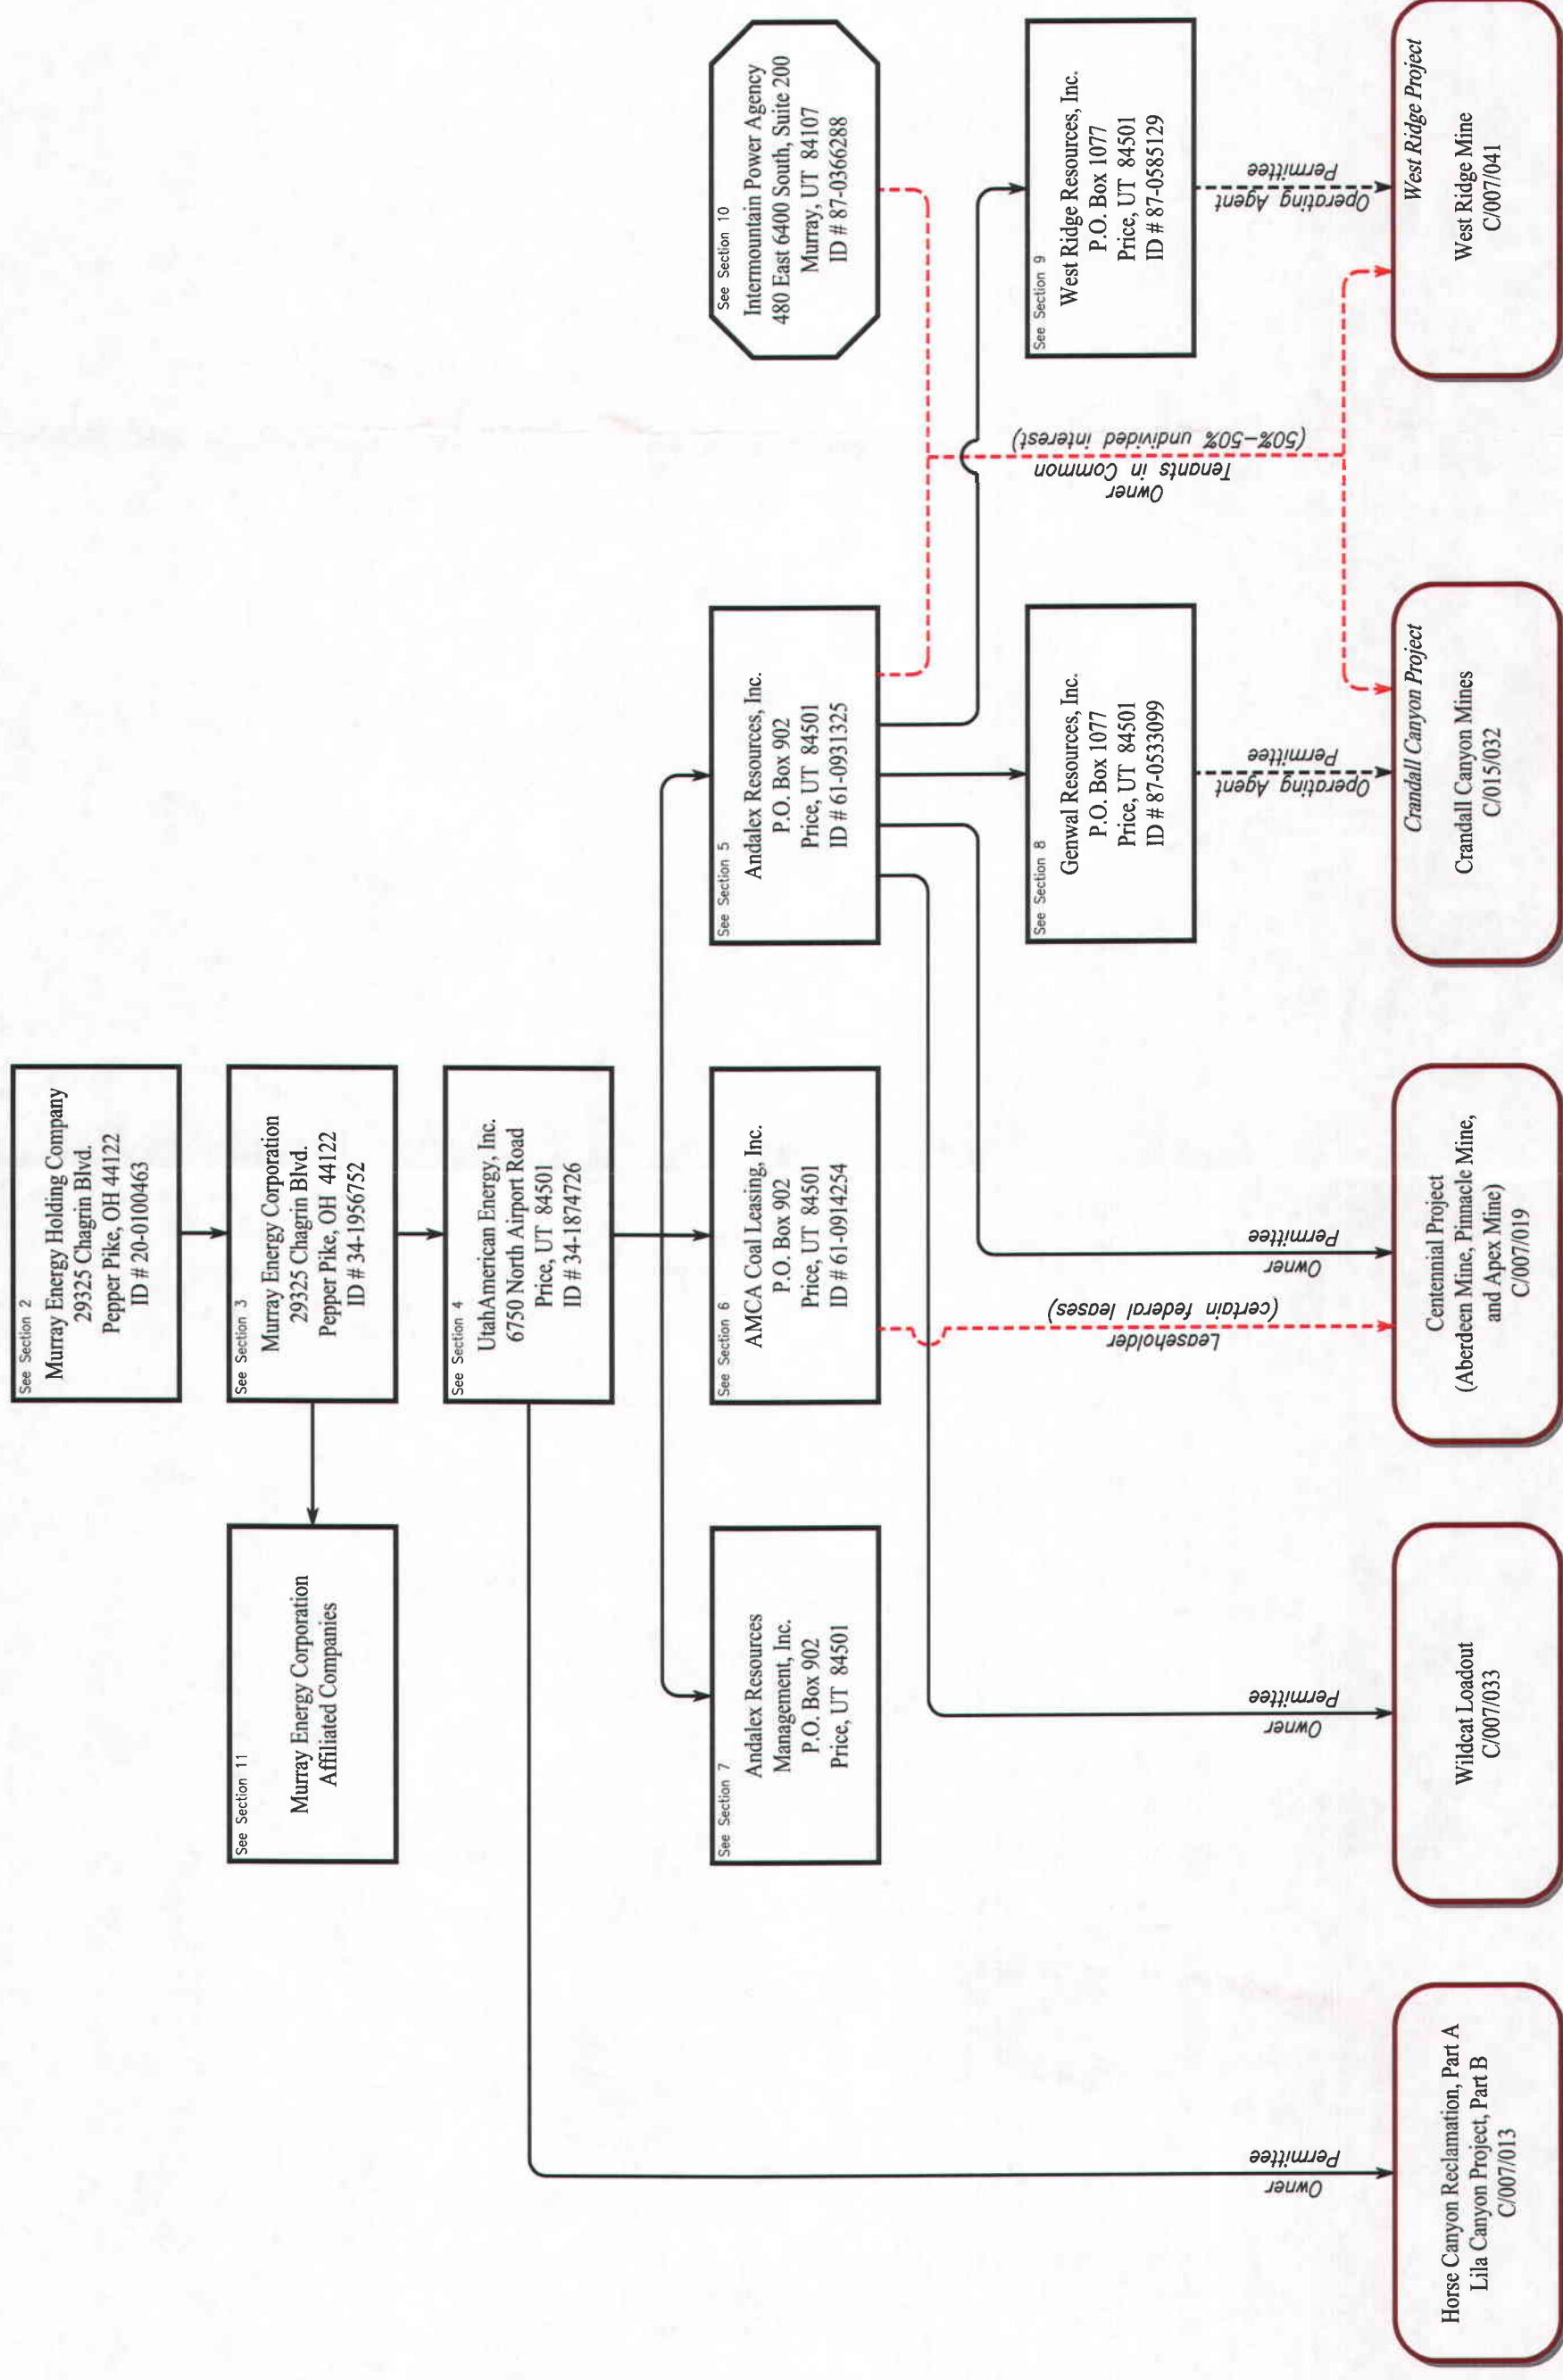 See Section 2
Murray Energy Holding Company
29325 Chagrin Blvd.
Pepper Pike, OH 44122
ID # 20-0100463
See Section 11
Murray Energy Corporation
Affiliated Companies
See Section 3
Murray Energy Corporation
29325 Chagrin Blvd.
Pepper Pike, OH 44122
ID # 34-1956752
See Section 4
UtahAmerican Energy, Inc.
6750 North Airport Road
Price, UT 84501
ID # 34-1874726
See Section 7
Andalex Resources
Management, Inc.
P.O. Box 902
Price, UT 84501
See Section 6
AMCA Coal Leasing, Inc.
P.O. Box 902
Price, UT 84501
ID # 61-0914254
See Section 5
Andalex Resources, Inc.
P.O. Box 902
Price, UT 84501
ID # 61-0931325
See Section 10
Intermountain Power Agency
480 East 6400 South, Suite 200
Murray, UT 84107
ID # 87-0366288
See Section 8
Genwal Resources, Inc.
P.O. Box 1077
Price, UT 84501
ID # 87-0533099
See Section 9
West Ridge Resources, Inc.
P.O. Box 1077
Price, UT 84501
ID # 87-0585129
Owner
Permittee
Owner
Permittee
Leaseholder
(certain federal leases)
Owner
Permittee
Operating Agent
Permittee
Owner
Tenants in Common
(50%-50% undivided interest)
Operating Agent
Permittee
Horse Canyon Reclamation, Part A
Lila Canyon Project, Part B
C/007/013
Wildcat Loadout
C/007/033
Centennial Project
(Aberdeen Mine, Pinnacle Mine,
and Apex Mine)
C/007/019
Crandall Canyon Project
Crandall Canyon Mines
C/015/032
West Ridge Project
West Ridge Mine
C/007/041